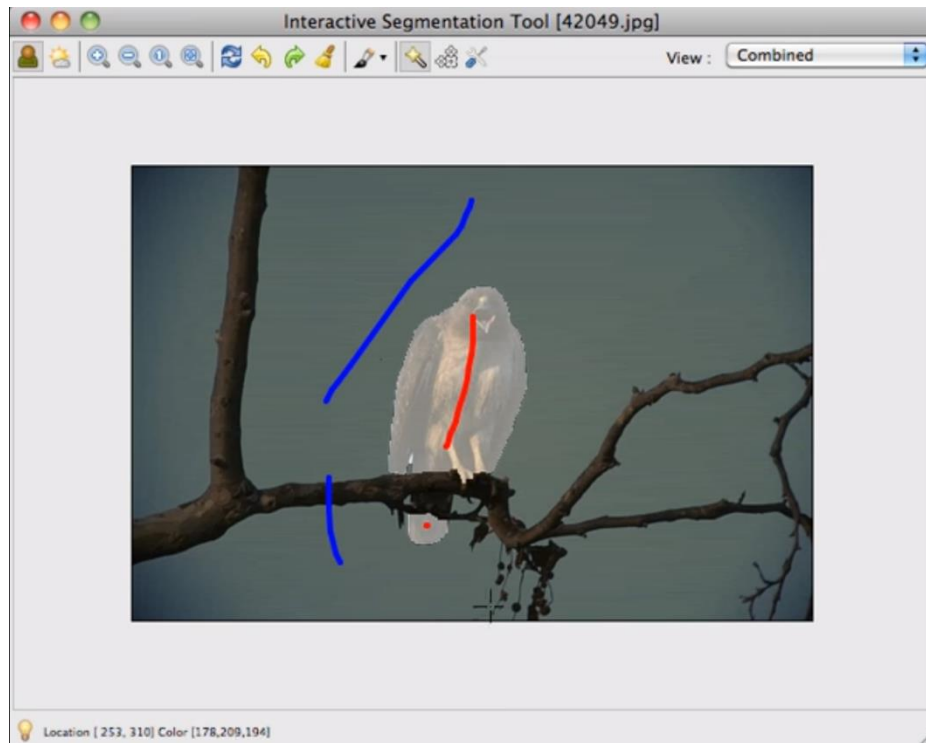 Interactive Segmentation Tool [42049.jpg]
View : Combined
Location [ 253, 310] Color [178,209,194]